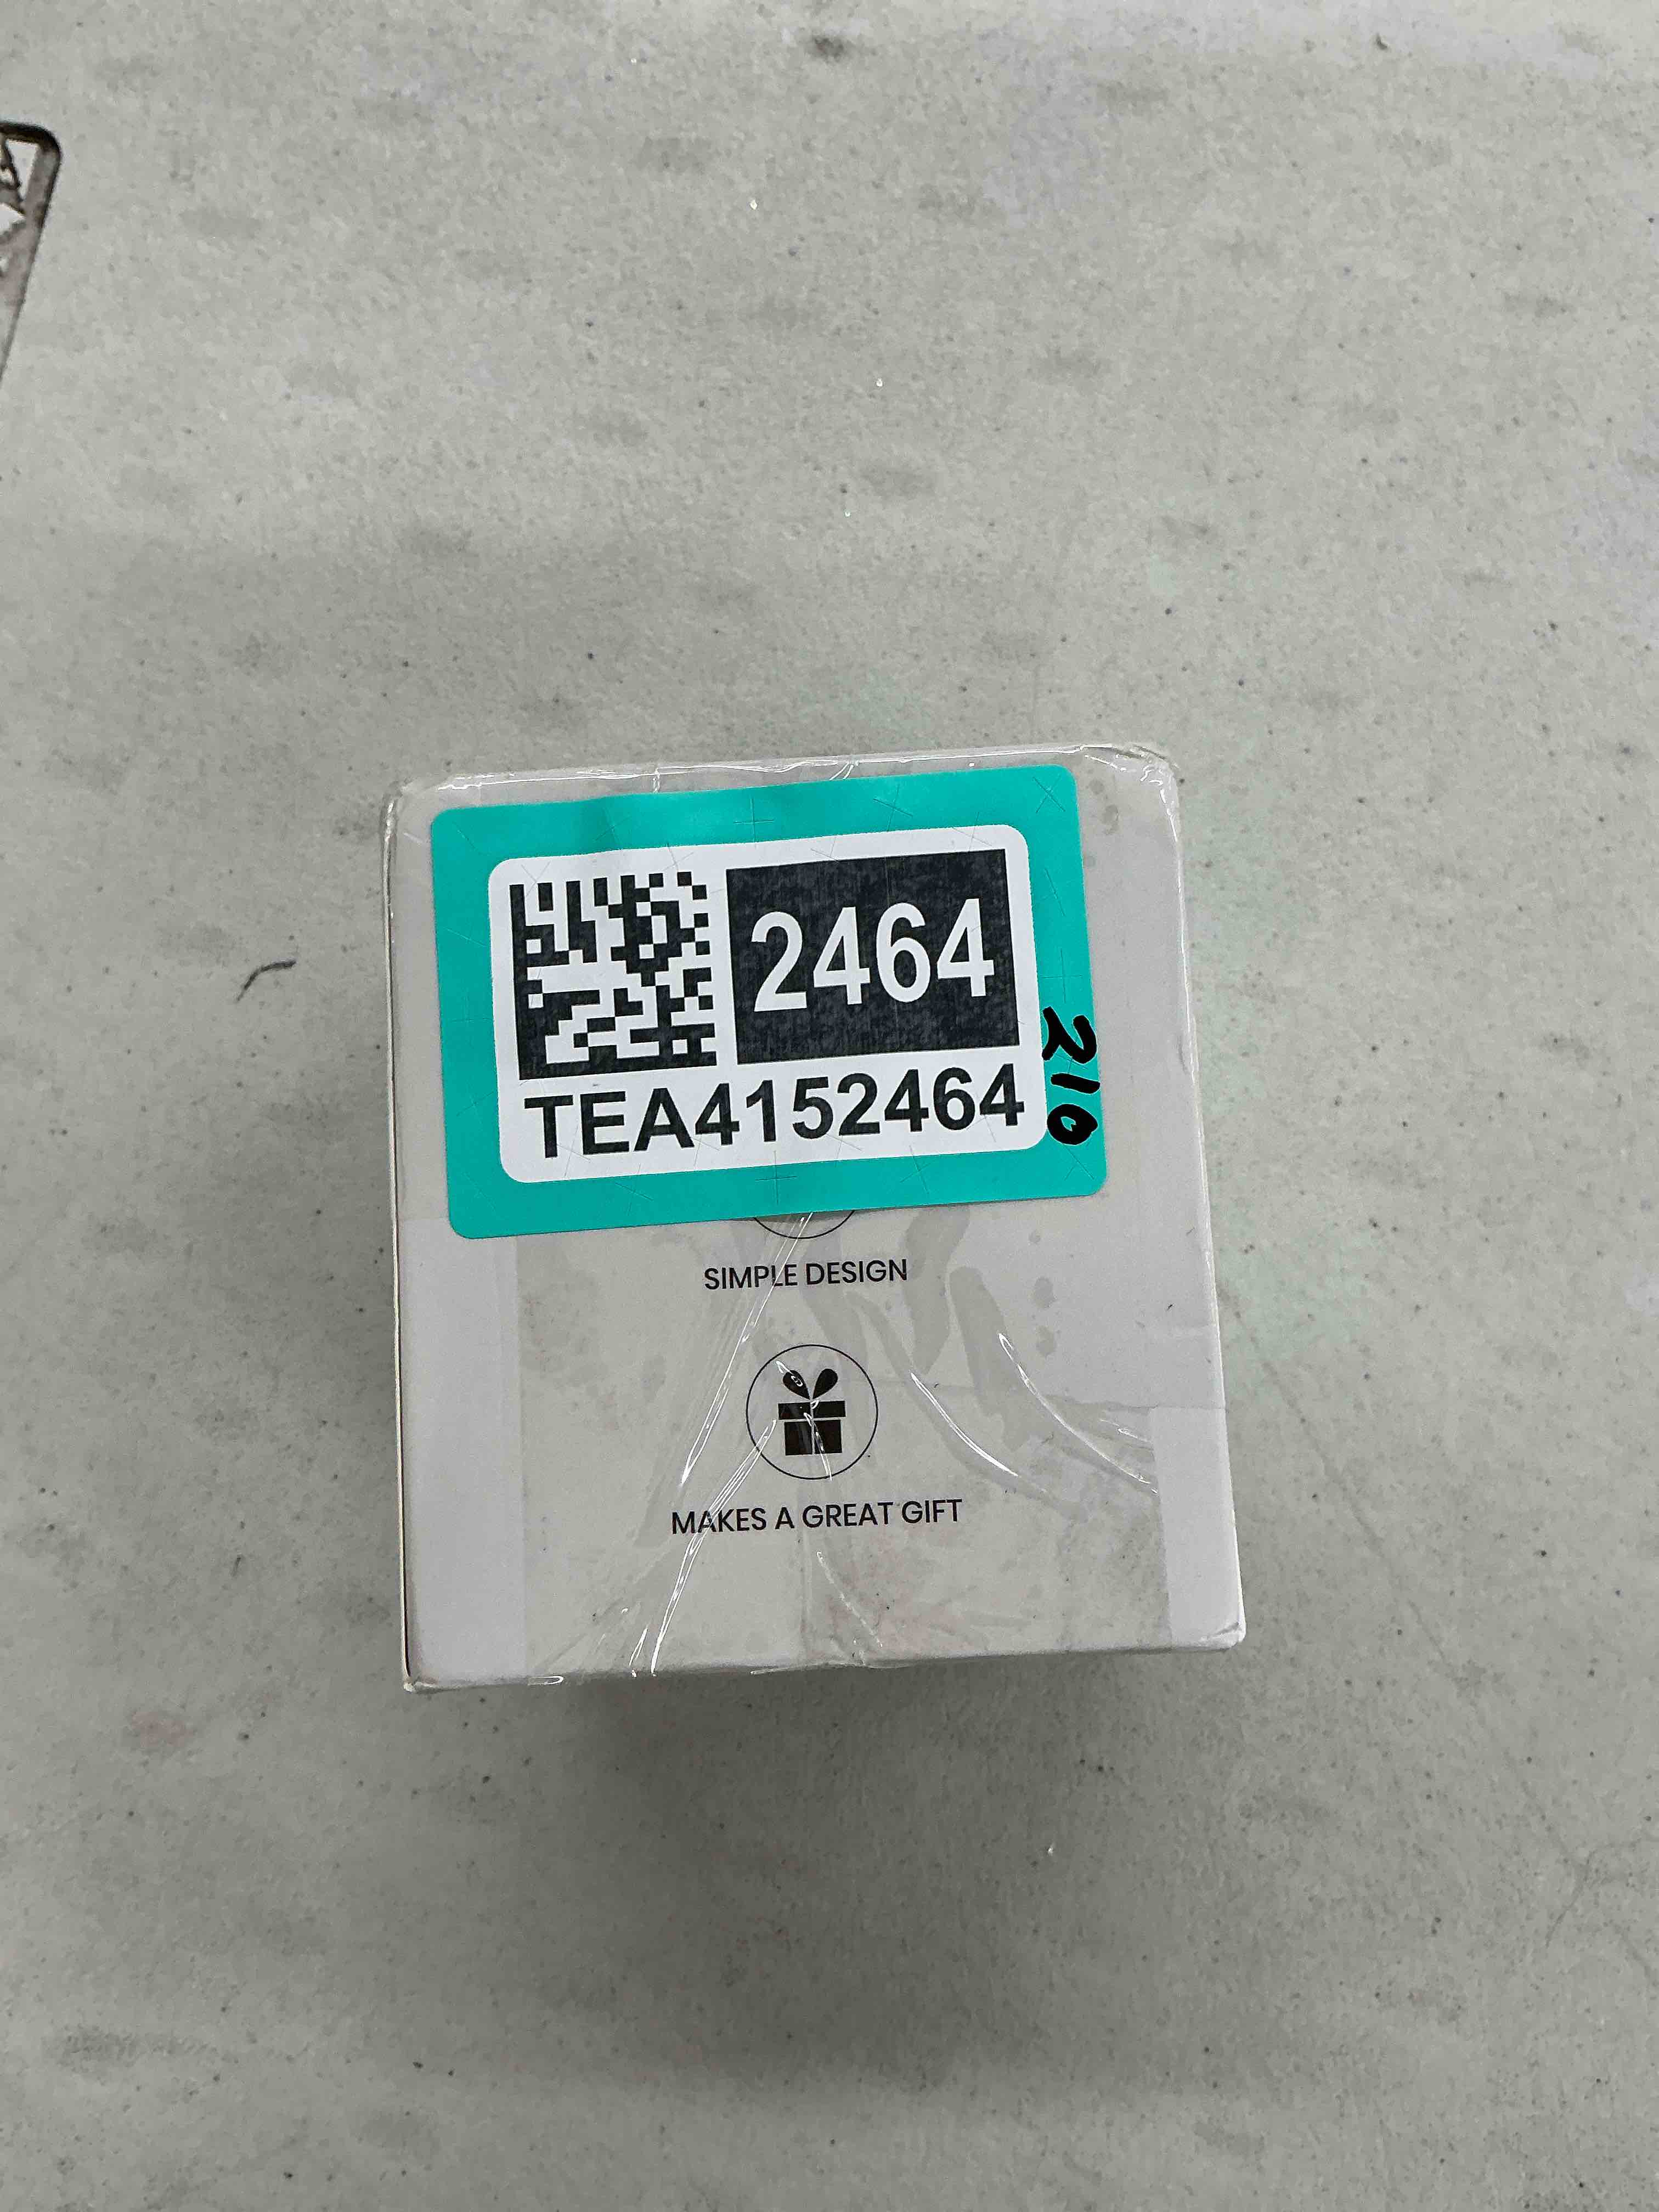 2464
TEA4152464
210
SIMPLE DESIGN
MAKES A GREAT GIFT